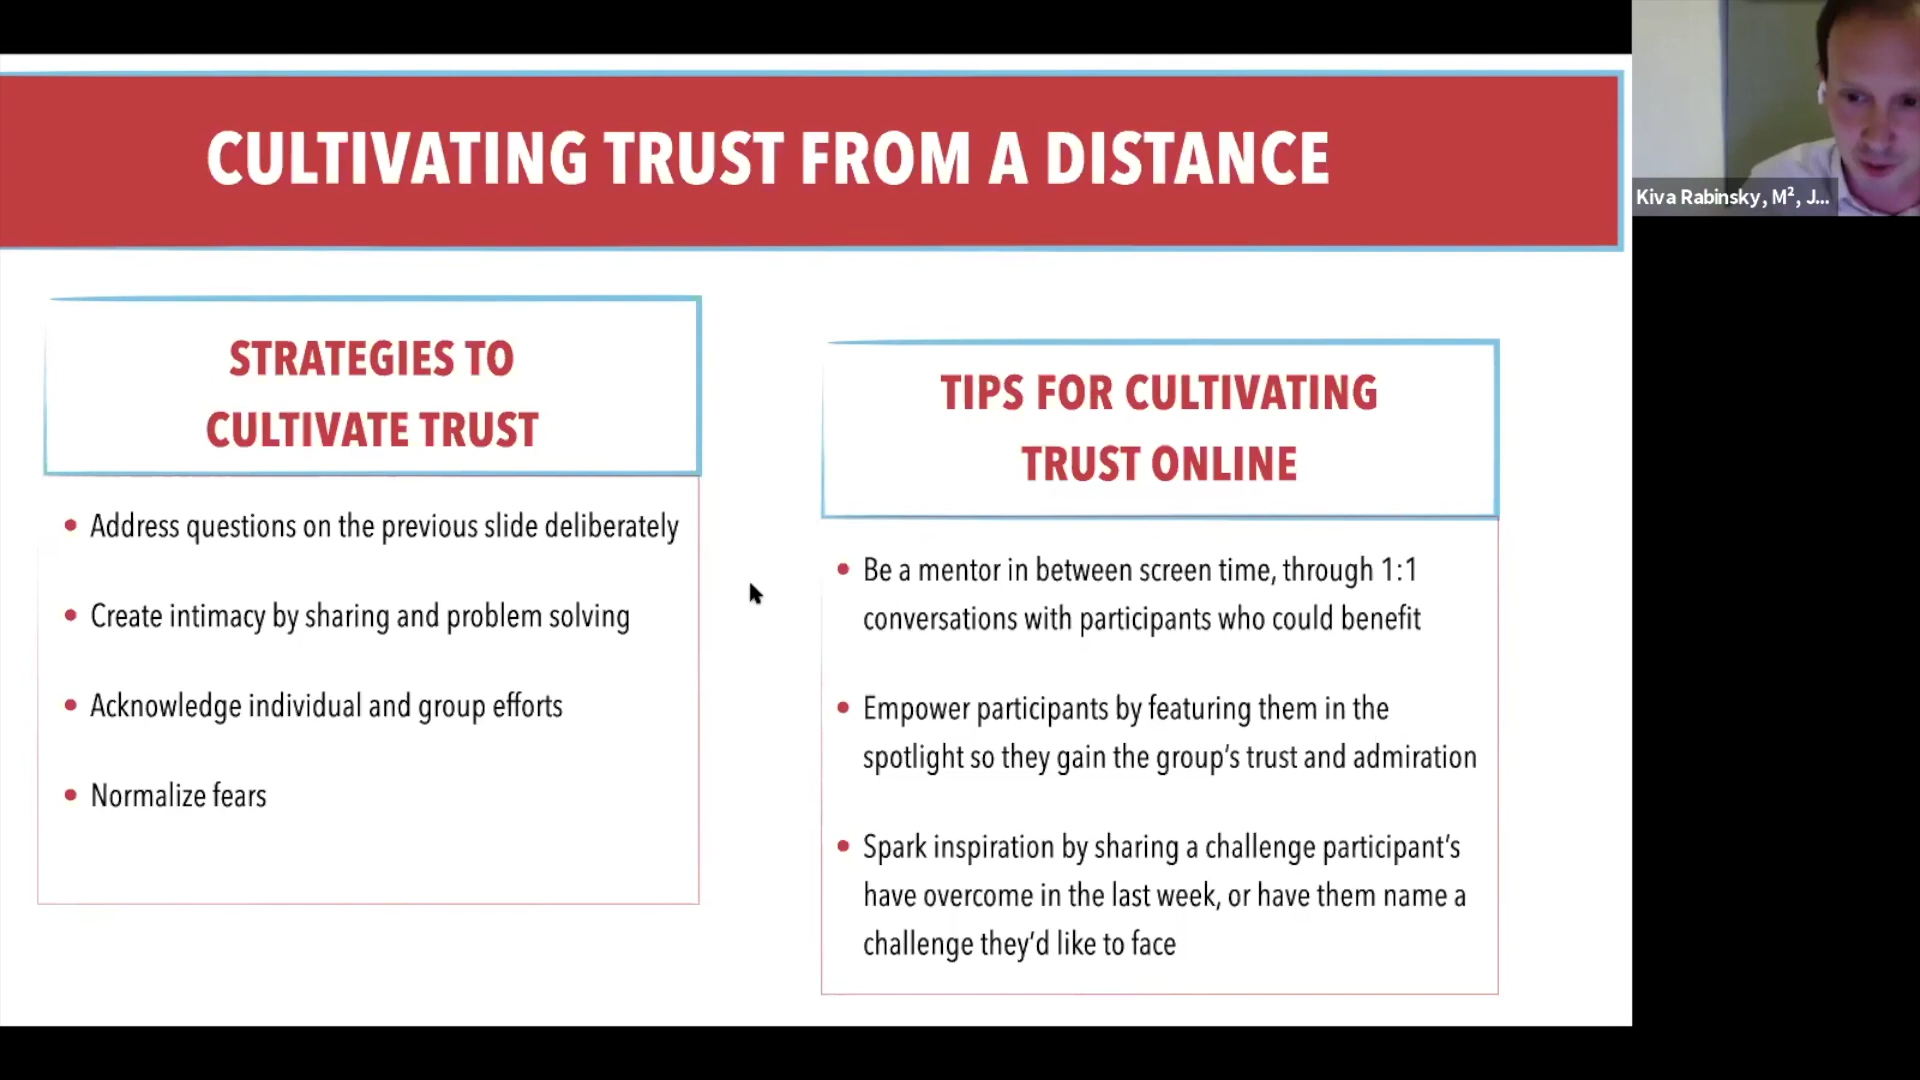 CULTIVATING TRUST FROM A DISTANCE
Kiva Rabinsky, M², J...
STRATEGIES TO
CULTIVATE TRUST
• Address questions on the previous slide deliberately
• Create intimacy by sharing and problem solving
• Acknowledge individual and group efforts
• Normalize fears
TIPS FOR CULTIVATING
TRUST ONLINE
• Be a mentor in between screen time, through 1:1
conversations with participants who could benefit
• Empower participants by featuring them in the
spotlight so they gain the group's trust and admiration
• Spark inspiration by sharing a challenge participant's
have overcome in the last week, or have them name a
challenge they'd like to face